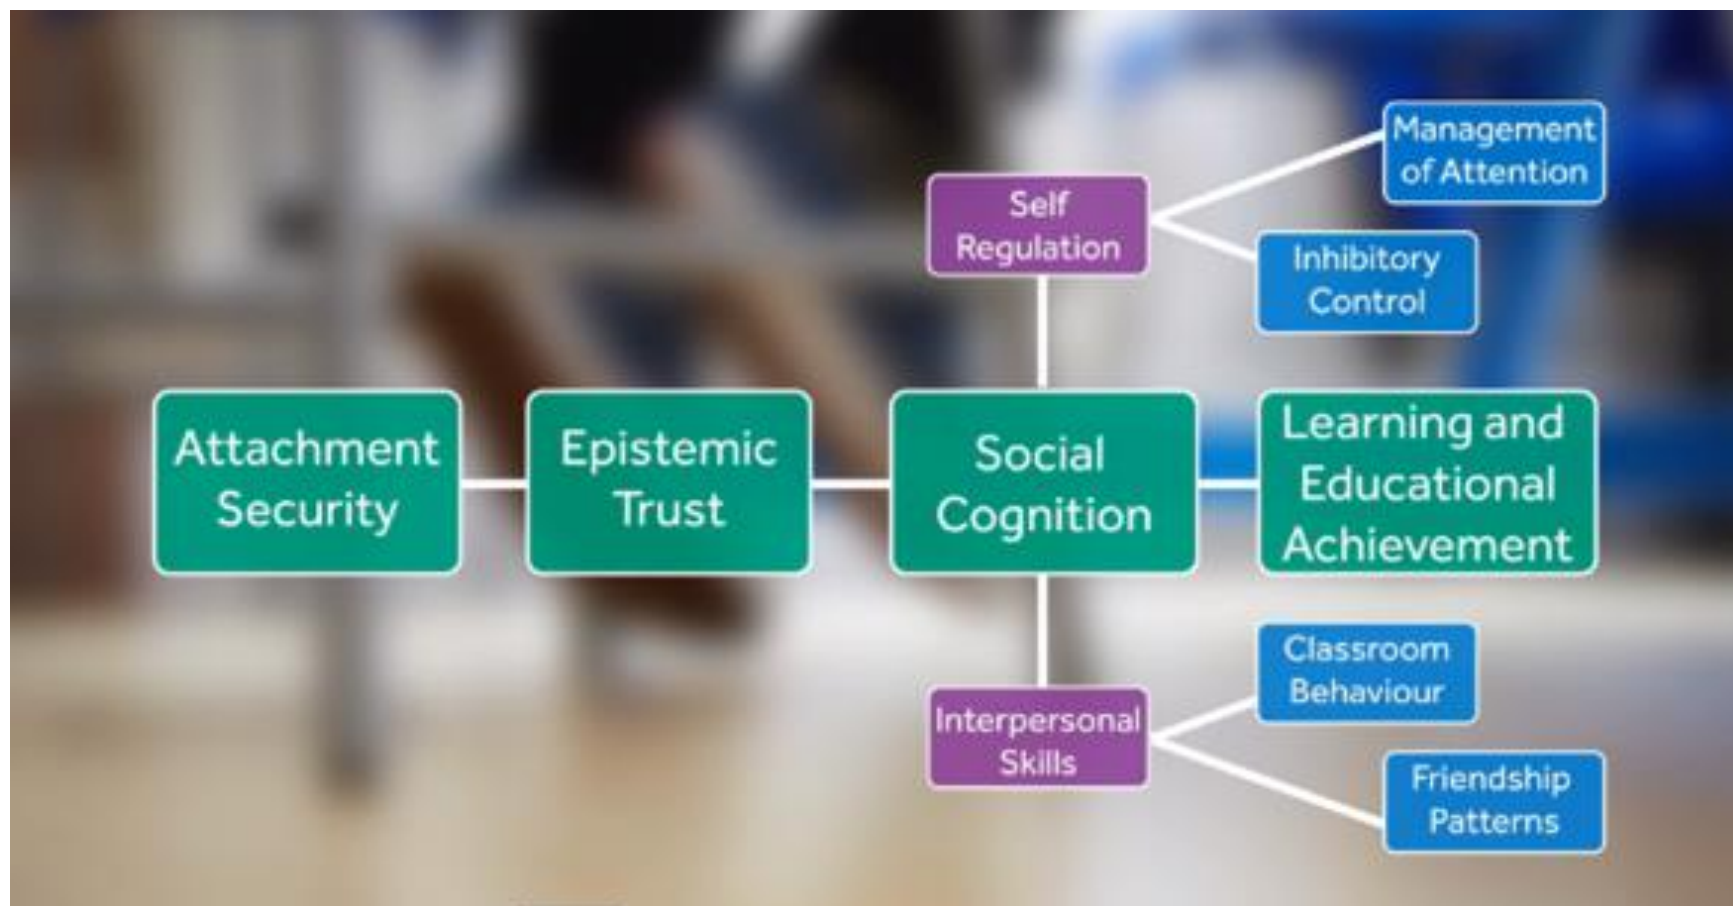 Management
of Attention
Self
Regulation
Inhibitory
Control
Attachment
Security
Epistemic
Trust
Social
Cognition
Learning and
Educational
Achievement
Classroom
Behaviour
Interpersonal
Skills
Friendship
Patterns